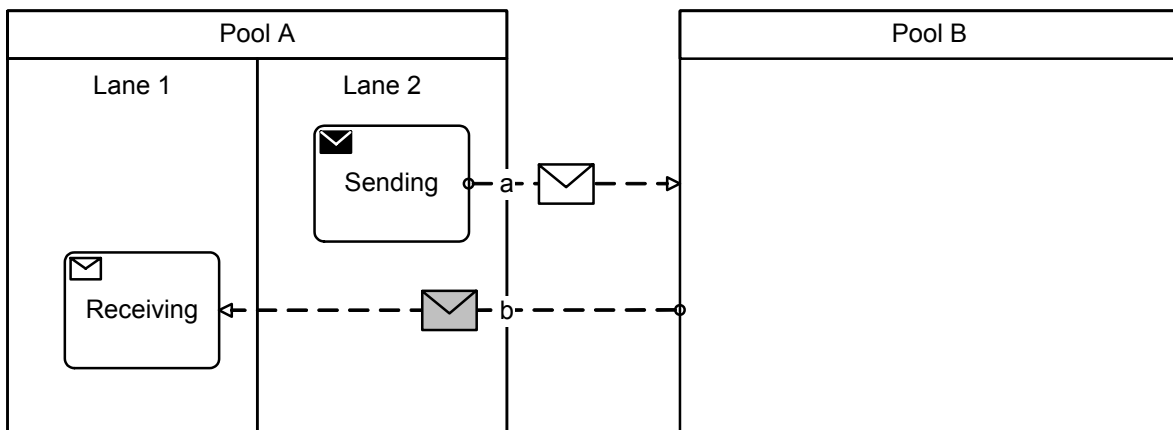 Pool A
Pool B
Lane 1
Lane 2
Sending
a
Receiving
b